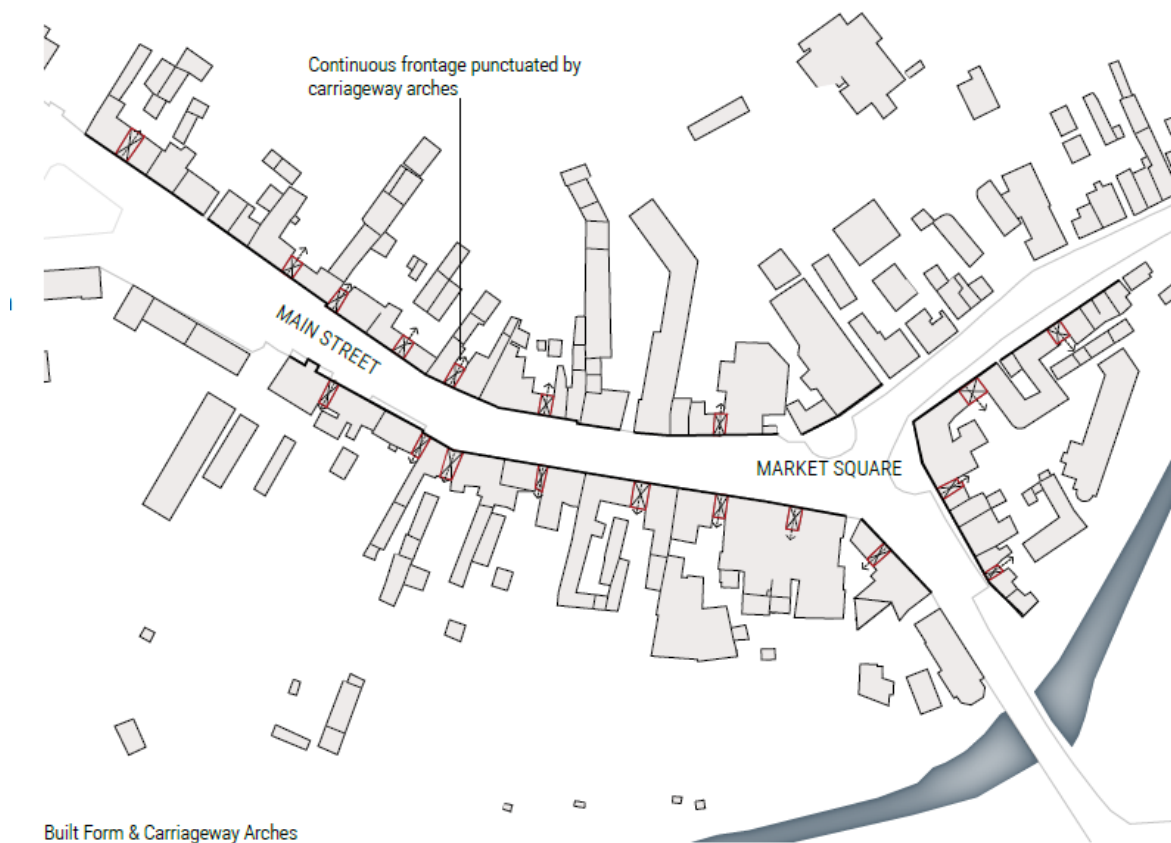 Continuous frontage punctuated by
carriageway arches
MAIN STREET
MARKET SQUARE
Built Form & Carriageway Arches